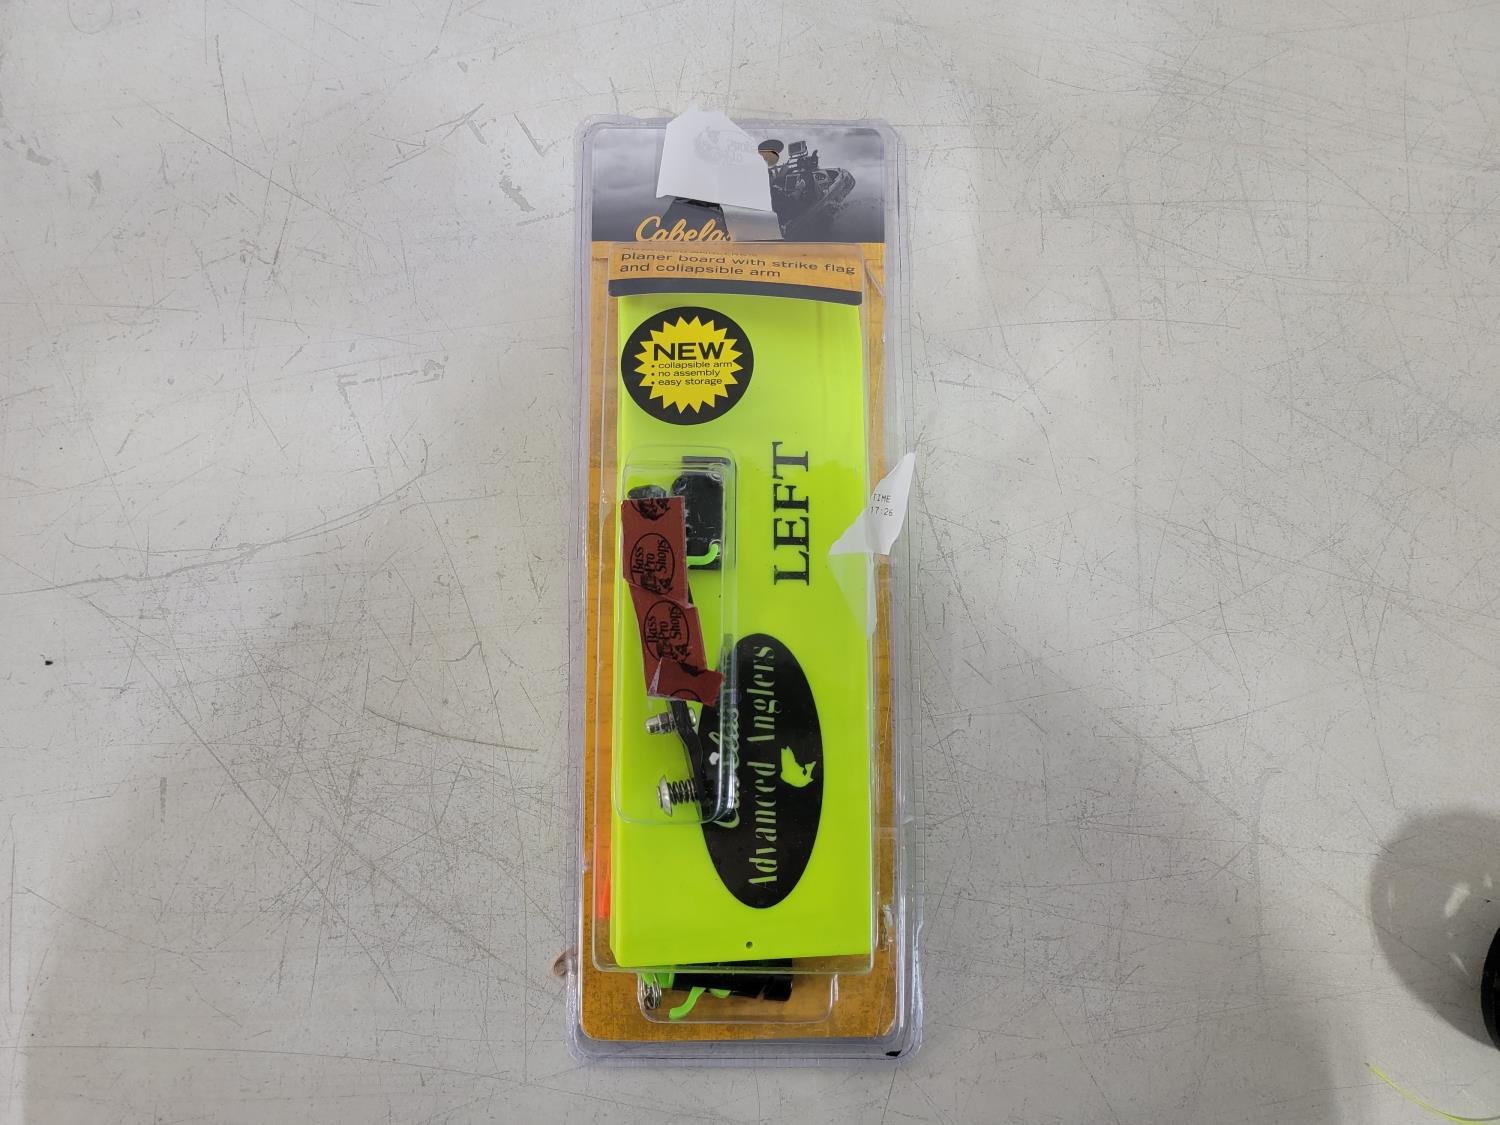 Cabela's
planer board with strike flag
and collapsible arm
NEW
• collapsible arm
• no assembly
• easy storage
LEFT
TIME
17:26
Bass
Pro
Shops
Bass
Pro
Shops
Cabela's
Advanced Anglers